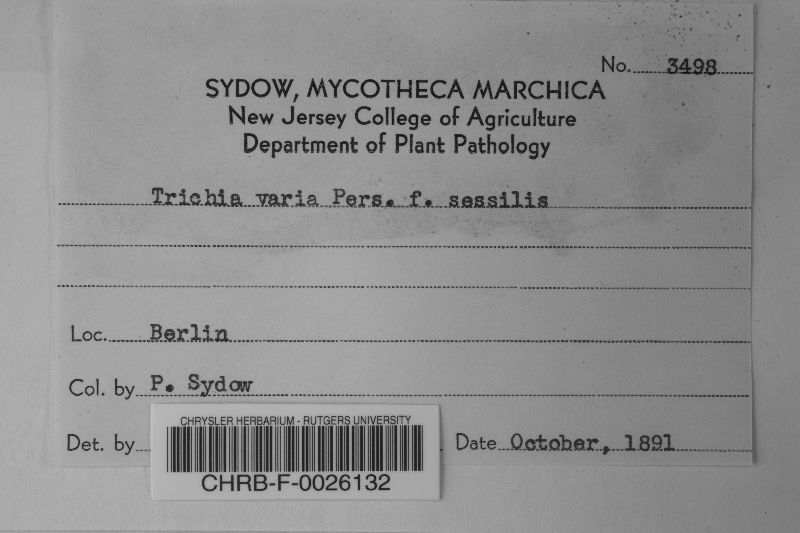 No. 3498
SYDOW, MYCOTHECA MARCHICA
New Jersey College of Agriculture
Department of Plant Pathology
Trichia varia Pers. f. sessilis
Loc. Berlin
Col. by P. Sydow
Det. by
Date October, 1891
CHRYSLER HERBARIUM - RUTGERS UNIVERSITY
CHRB-F-0026132